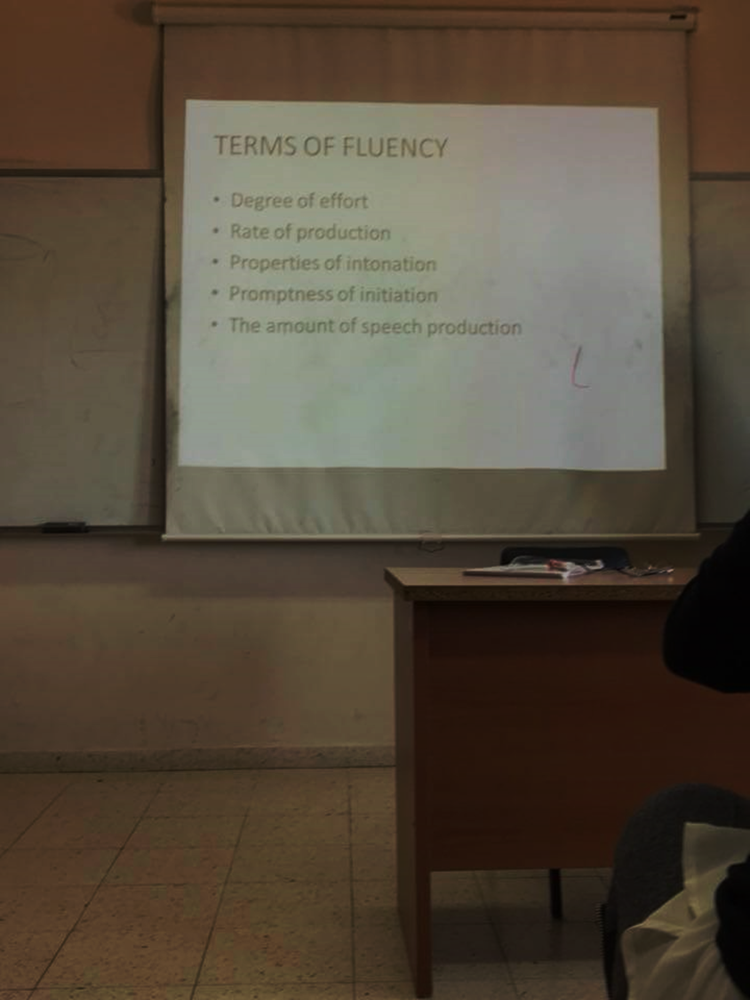 TERMS OF FLUENCY
• Degree of effort
• Rate of production
• Properties of intonation
• Promptness of initiation
• The amount of speech production
L